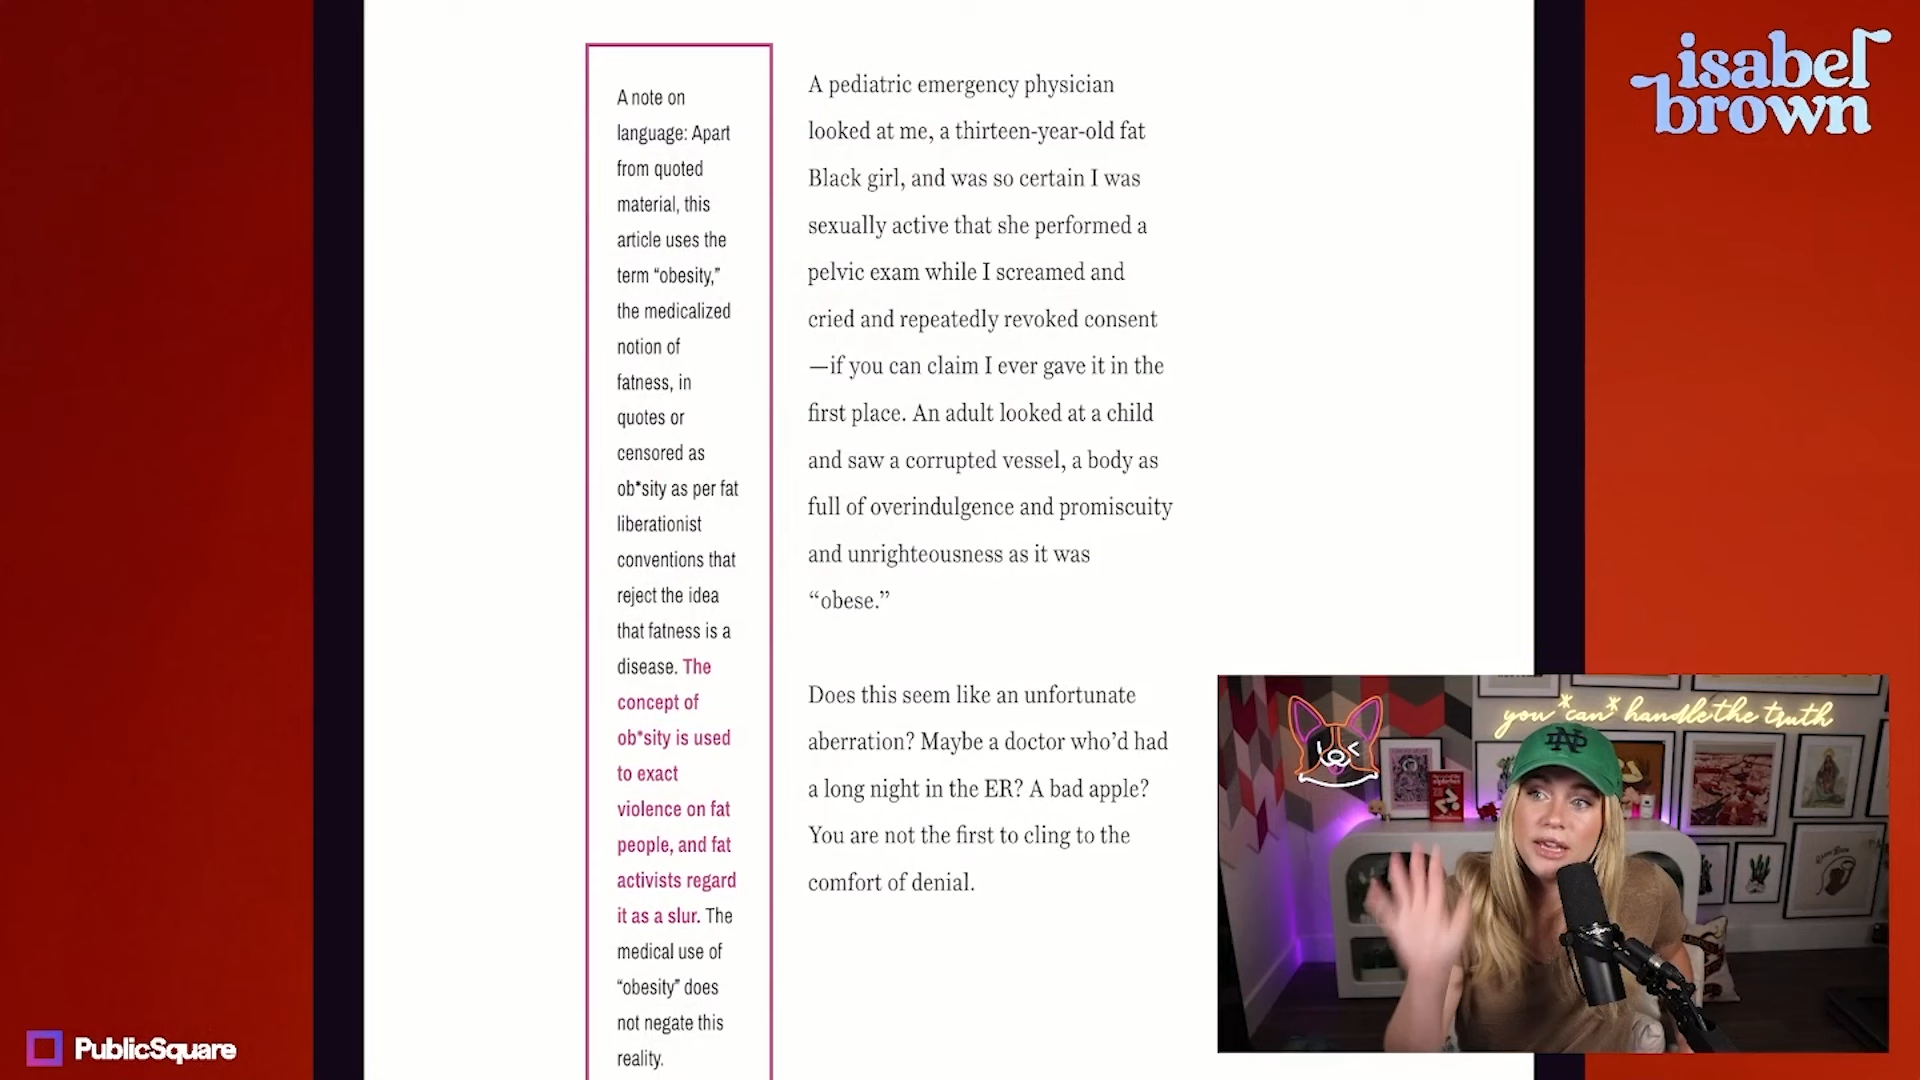 isabel
brown
A note on
language: Apart
from quoted
material, this
article uses the
term “obesity,”
the medicalized
notion of
fatness, in
quotes or
censored as
ob*sity as per fat
liberationist
conventions that
reject the idea
that fatness is a
disease. The
concept of
ob*sity is used
to exact
violence on fat
people, and fat
activists regard
it as a slur. The
medical use of
“obesity” does
not negate this
reality.
A pediatric emergency physician
looked at me, a thirteen-year-old fat
Black girl, and was so certain I was
sexually active that she performed a
pelvic exam while I screamed and
cried and repeatedly revoked consent
—if you can claim I ever gave it in the
first place. An adult looked at a child
and saw a corrupted vessel, a body as
full of overindulgence and promiscuity
and unrighteousness as it was
“obese.”
Does this seem like an unfortunate
aberration? Maybe a doctor who’d had
a long night in the ER? A bad apple?
You are not the first to cling to the
comfort of denial.
you *can* handle the truth
PublicSquare